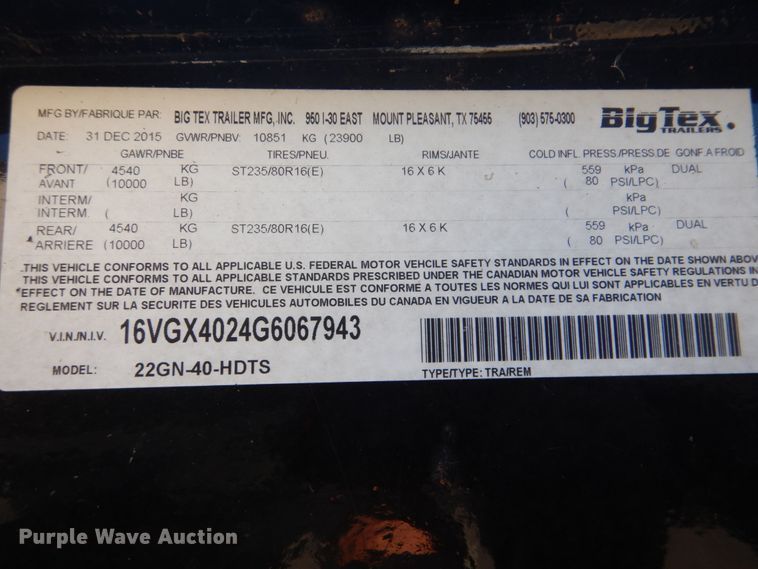 MFG BY/FABRIQUE PAR: BIG TEX TRAILER MFG, INC. 950 I-30 EAST MOUNT PLEASANT, TX 75455 (903) 575-0300 BigTex TRAILERS
DATE: 31 DEC 2015 GVWR/PNBV: 10851 KG (23900 LB)
GAWR/PNBE TIRES/PNEU. RIMS/JANTE COLD INFL. PRESS/PRESS.DE GONF A FROID
FRONT/ 4540 KG ST235/80R16(E) 16 X 6 K 559 kPa DUAL
AVANT (10000 LB) ( 80 PSI/LPC)
INTERM/ KG kPa
INTERM. ( LB) ( PSI/LPC)
REAR/ 4540 KG ST235/80R16(E) 16 X 6 K 559 kPa DUAL
ARRIERE (10000 LB) ( 80 PSI/LPC)
THIS VEHICLE CONFORMS TO ALL APPLICABLE U.S. FEDERAL MOTOR VEHCILE SAFETY STANDARDS IN EFFECT ON THE DATE SHOWN ABOV
THIS VEHICLE CONFORMS TO ALL APPLICABLE STANDARDS PRESCRIBED UNDER THE CANADIAN MOTOR VEHICLE SAFETY REGULATIONS IN
EFFECT ON THE DATE OF MANUFACTURE. CE VEHICULE EST CONFORME A TOUTES LES NORMES QUI LUI SONT APPLICABLES EN VERTU D
REGLEMENT SUR LA SECURITE DES VEHICULES AUTOMOBILES DU CANADA EN VIGUEUR A LA DATE DE SA FABRICATION
V.I.N./N.I.V. 16VGX4024G6067943
MODEL: 22GN-40-HDTS TYPE/TYPE: TRA/REM
Purple Wave Auction